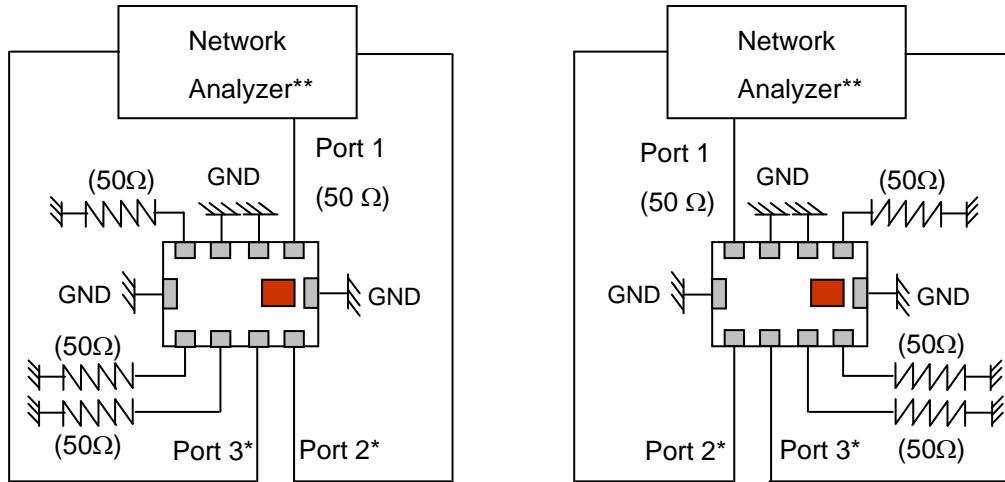 Network
Analyzer**
Port 1
(50 Ω)
(50Ω)
GND
GND
GND
(50Ω)
(50Ω)
Port 3*
Port 2*
Network
Analyzer**
Port 1
(50 Ω)
GND
(50Ω)
GND
GND
(50Ω)
(50Ω)
Port 2*
Port 3*